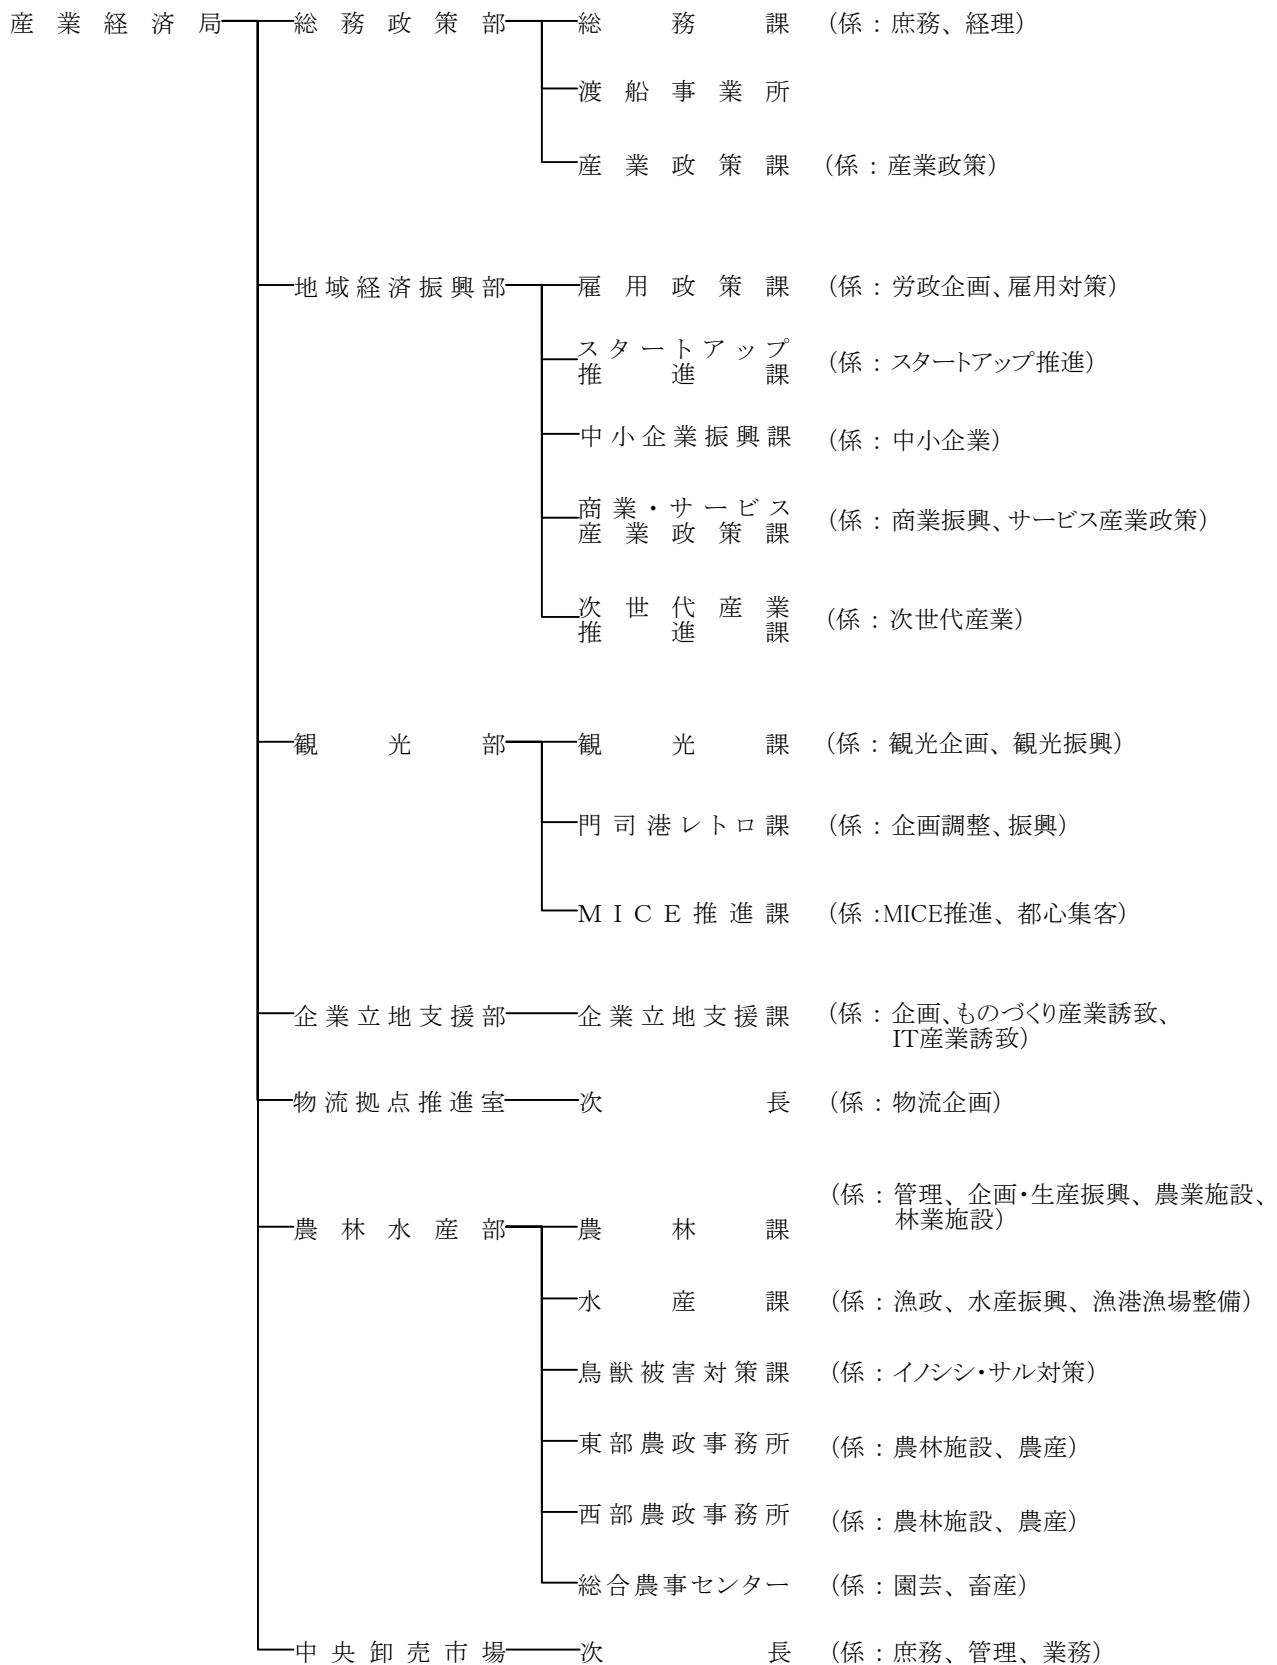 産業経済局 総務政策部 総務課 (係：庶務、経理)
渡船事業所
産業政策課 (係：産業政策)
地域経済振興部 雇用政策課 (係：労政企画、雇用対策)
スタートアップ
推進課 (係：スタートアップ推進)
中小企業振興課 (係：中小企業)
商業・サービス
産業政策課 (係：商業振興、サービス産業政策)
次世代産業
推進課 (係：次世代産業)
観光部 観光課 (係：観光企画、観光振興)
門司港レトロ課 (係：企画調整、振興)
MICE推進課 (係：MICE推進、都心集客)
企業立地支援部 企業立地支援課 (係：企画、ものづくり産業誘致、
IT産業誘致)
物流拠点推進室 次長 (係：物流企画)
(係：管理、企画・生産振興、農業施設、
林業施設)
農林水産部 農林課
水産課 (係：漁政、水産振興、漁港漁場整備)
鳥獣被害対策課 (係：イノシシ・サル対策)
東部農政事務所 (係：農林施設、農産)
西部農政事務所 (係：農林施設、農産)
総合農事センター (係：園芸、畜産)
中央卸売市場 次長 (係：庶務、管理、業務)